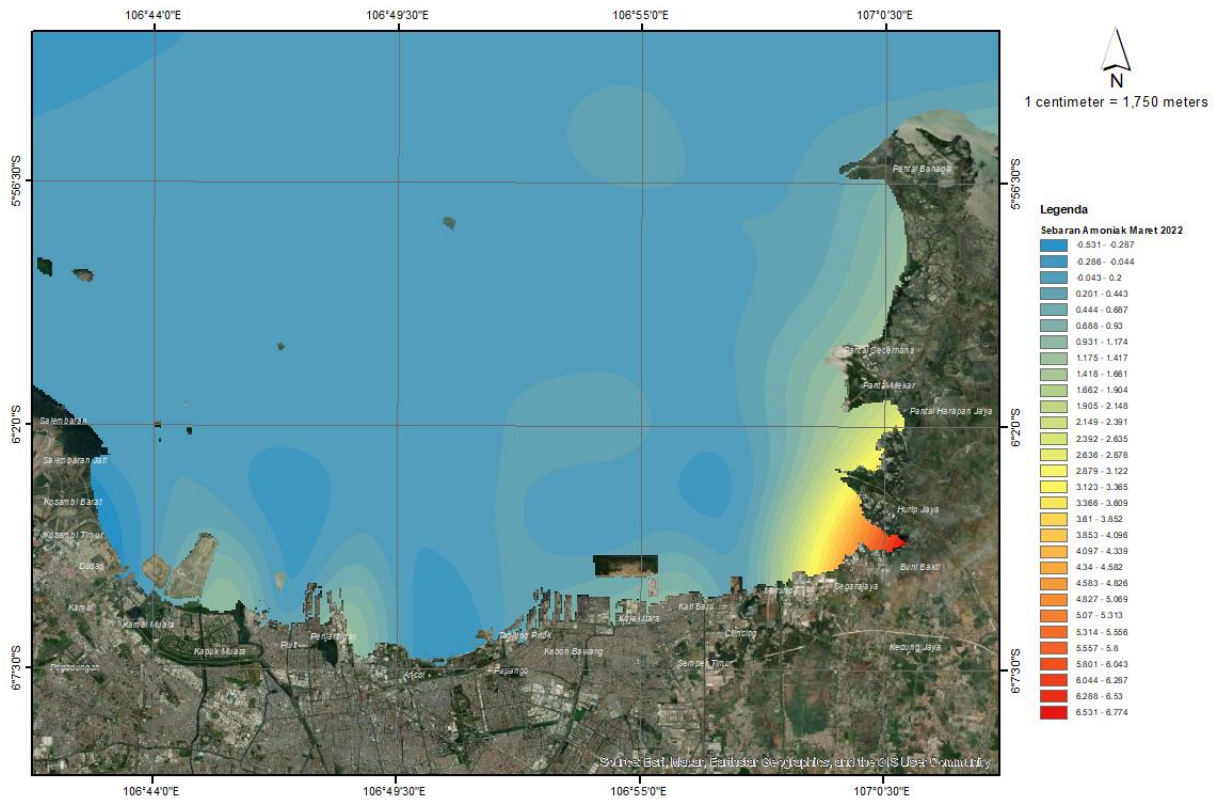 106°44'0"E 106°49'30"E 106°55'0"E 107°0'30"E
N
1 centimeter = 1,750 meters
5°56'30"S 5°56'30"S
Pantai Bahagia
Legenda
Sebaran Amoniak Maret 2022
-0.531 - -0.287
-0.286 - -0.044
-0.043 - 0.2
0.201 - 0.443
0.444 - 0.687
0.688 - 0.93
0.931 - 1.174
1.175 - 1.417
1.418 - 1.661
1.662 - 1.904
1.905 - 2.148
2.149 - 2.391
2.392 - 2.635
2.636 - 2.878
2.879 - 3.122
3.123 - 3.365
3.366 - 3.609
3.61 - 3.852
3.853 - 4.096
4.097 - 4.339
4.34 - 4.582
4.583 - 4.826
4.827 - 5.069
5.07 - 5.313
5.314 - 5.556
5.557 - 5.8
5.801 - 6.043
6.044 - 6.287
6.288 - 6.53
6.531 - 6.774
Pantai Sederhana
Pantai Mekar
Pantai Harapan Jaya
6°2'0"S 6°2'0"S
Salembaran
Salembaran Jati
Kosambi Barat
Hurip Jaya
Kosambi Timur
Dadap
Buni Bakti
Segarajaya
Marunda
Kamal
Kali Baru
Kamal Muara
Koja Utara
Cilincing
Penjaringan
Tanjung Priok
Pluit
Kapuk Muara
Kebon Bawang
Kedung Jaya
Semper Timur
Pegadungan
Ancol
Papango
6°7'30"S 6°7'30"S
Source: Esri, Maxar, Earthstar Geographics, and the GIS User Community
106°44'0"E 106°49'30"E 106°55'0"E 107°0'30"E